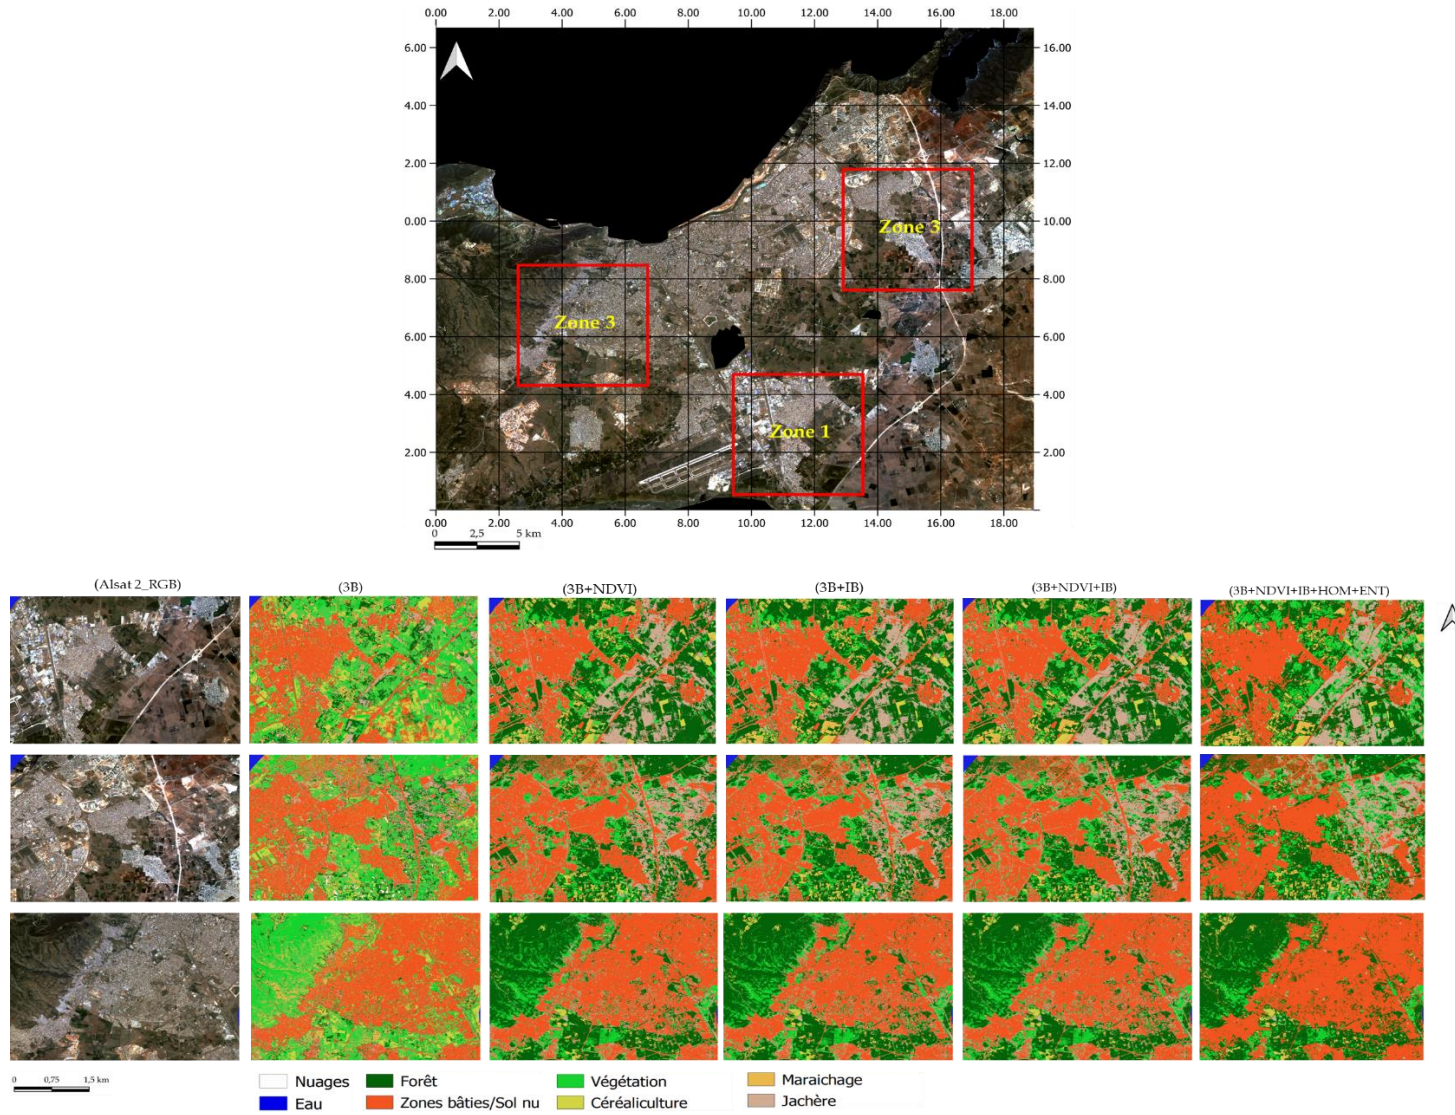 0.00 2.00 4.00 6.00 8.00 10.00 12.00 14.00 16.00 18.00
6.00 16.00
4.00 14.00
2.00 12.00
0.00 10.00
Zone 3
8.00 8.00
Zone 3
6.00 6.00
4.00 4.00
Zone 1
2.00 2.00
0.00 2.00 4.00 6.00 8.00 10.00 12.00 14.00 16.00 18.00
0 2,5 5 km
(Alsat 2_RGB) (3B) (3B+NDVI) (3B+IB) (3B+NDVI+IB) (3B+NDVI+IB+HOM+ENT)
0 0,75 1,5 km
Nuages Forêt Végétation Maraichage
Eau Zones bâties/Sol nu Céréaliculture Jachère